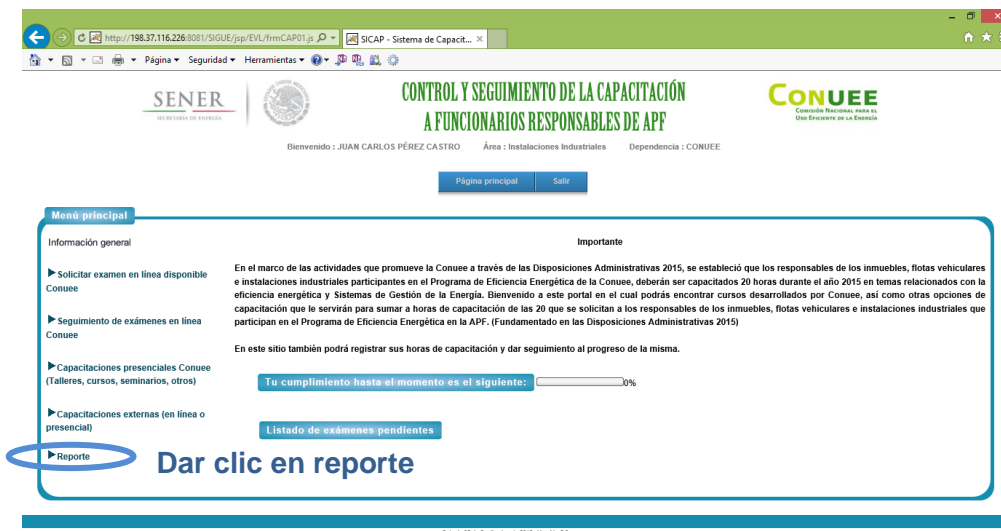 http://198.37.116.226:8081/SIGUE/jsp/EVL/frmCAP01.js
SICAP - Sistema de Capacit...
Página
Seguridad
Herramientas
SENER
SECRETARÍA DE ENERGÍA
CONTROL Y SEGUIMIENTO DE LA CAPACITACIÓN
A FUNCIONARIOS RESPONSABLES DE APF
CONUEE
COMISIÓN NACIONAL PARA EL
USO EFICIENTE DE LA ENERGÍA
Bienvenido : JUAN CARLOS PÉREZ CASTRO Área : Instalaciones Industriales Dependencia : CONUEE
Página principal Salir
Menú principal
Información general
Solicitar examen en línea disponible
Conuee
Seguimiento de exámenes en línea
Conuee
Capacitaciones presenciales Conuee
(Talleres, cursos, seminarios, otros)
Capacitaciones externas (en línea o
presencial)
Reporte
Importante
En el marco de las actividades que promueve la Conuee a través de las Disposiciones Administrativas 2015, se estableció que los responsables de los inmuebles, flotas vehiculares
e instalaciones industriales participantes en el Programa de Eficiencia Energética de la Conuee, deberán ser capacitados 20 horas durante el año 2015 en temas relacionados con la
eficiencia energética y Sistemas de Gestión de la Energía. Bienvenido a este portal en el cual podrás encontrar cursos desarrollados por Conuee, así como otras opciones de
capacitación que le servirán para sumar a horas de capacitación de las 20 que se solicitan a los responsables de los inmuebles, flotas vehiculares e instalaciones industriales que
participan en el Programa de Eficiencia Energética en la APF. (Fundamentado en las Disposiciones Administrativas 2015)
En este sitio también podrá registrar sus horas de capacitación y dar seguimiento al progreso de la misma.
Tu cumplimiento hasta el momento es el siguiente: 0%
Listado de exámenes pendientes
Dar clic en reporte